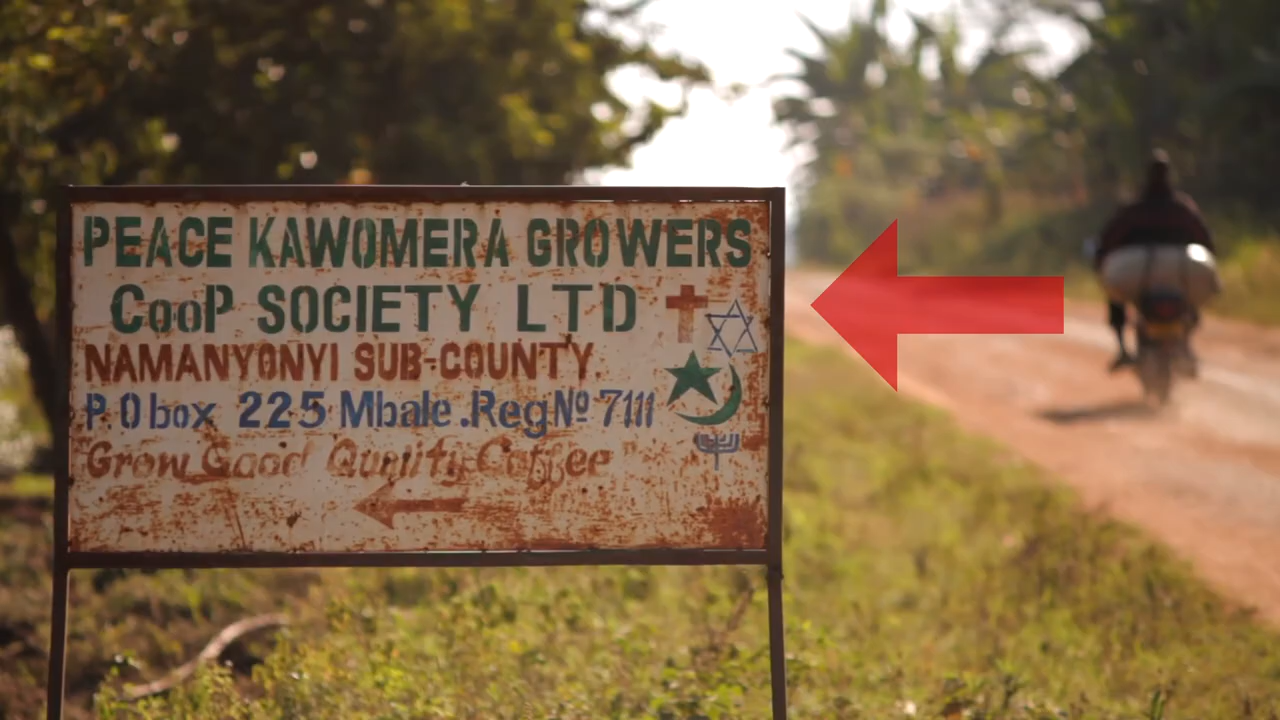 PEACE KAWOMERA GROWERS
CooP SOCIETY LTD
NAMANYONYI SUB-COUNTY.
P.O box 225 Mbale.Reg Nº 7111
Grow Good Quality Coffee"